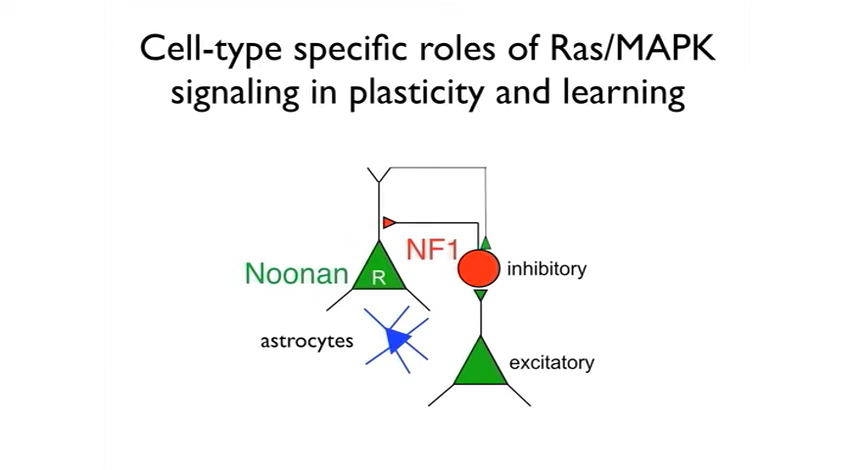 Cell-type specific roles of Ras/MAPK
signaling in plasticity and learning
NF1
Noonan
R
inhibitory
astrocytes
excitatory